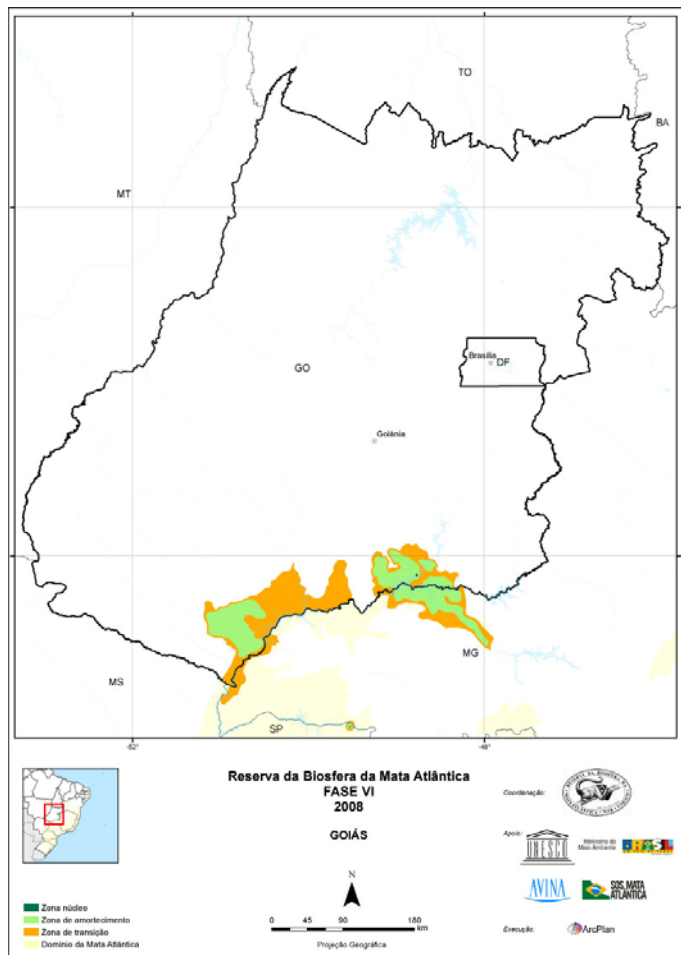 TO
BA
MT
Brasília
DF
GO
Goiânia
MG
MS
SP
-52°
-48°
Reserva da Biosfera da Mata Atlântica
FASE VI
2008
GOIÁS
Coordenação:
Apoio:
UNESCO
Ministério do
Meio Ambiente
BRASIL
AVINA
SOS MATA
ATLÂNTICA
Execução:
ArcPlan
N
0 45 90 180
km
Projeção Geográfica
Zona núcleo
Zona de amortecimento
Zona de transição
Domínio da Mata Atlântica